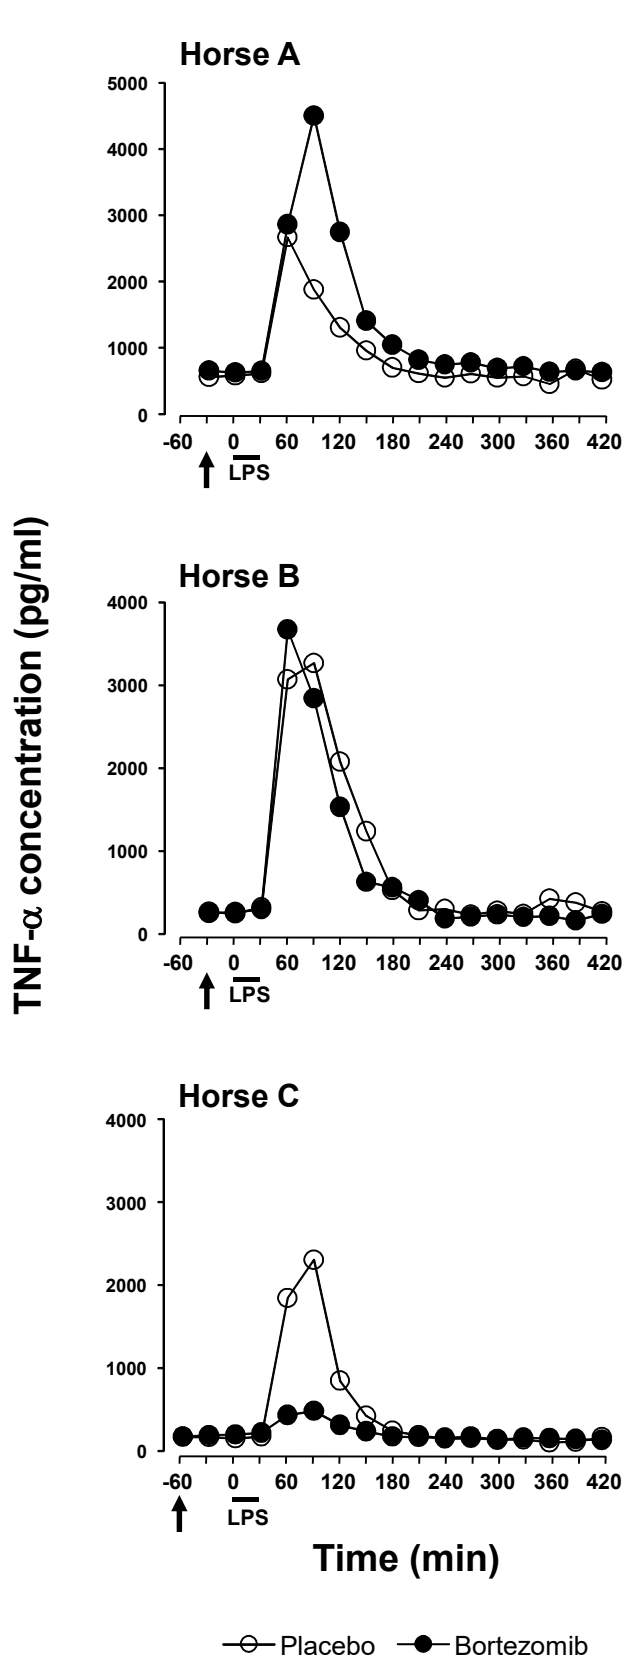 Horse A
5000
4000
3000
2000
1000
0
-60 0 60 120 180 240 300 360 420
LPS
TNF-α concentration (pg/ml)
Horse B
4000
3000
2000
1000
0
-60 0 60 120 180 240 300 360 420
LPS
Horse C
4000
3000
2000
1000
0
-60 0 60 120 180 240 300 360 420
LPS
Time (min)
Placebo Bortezomib